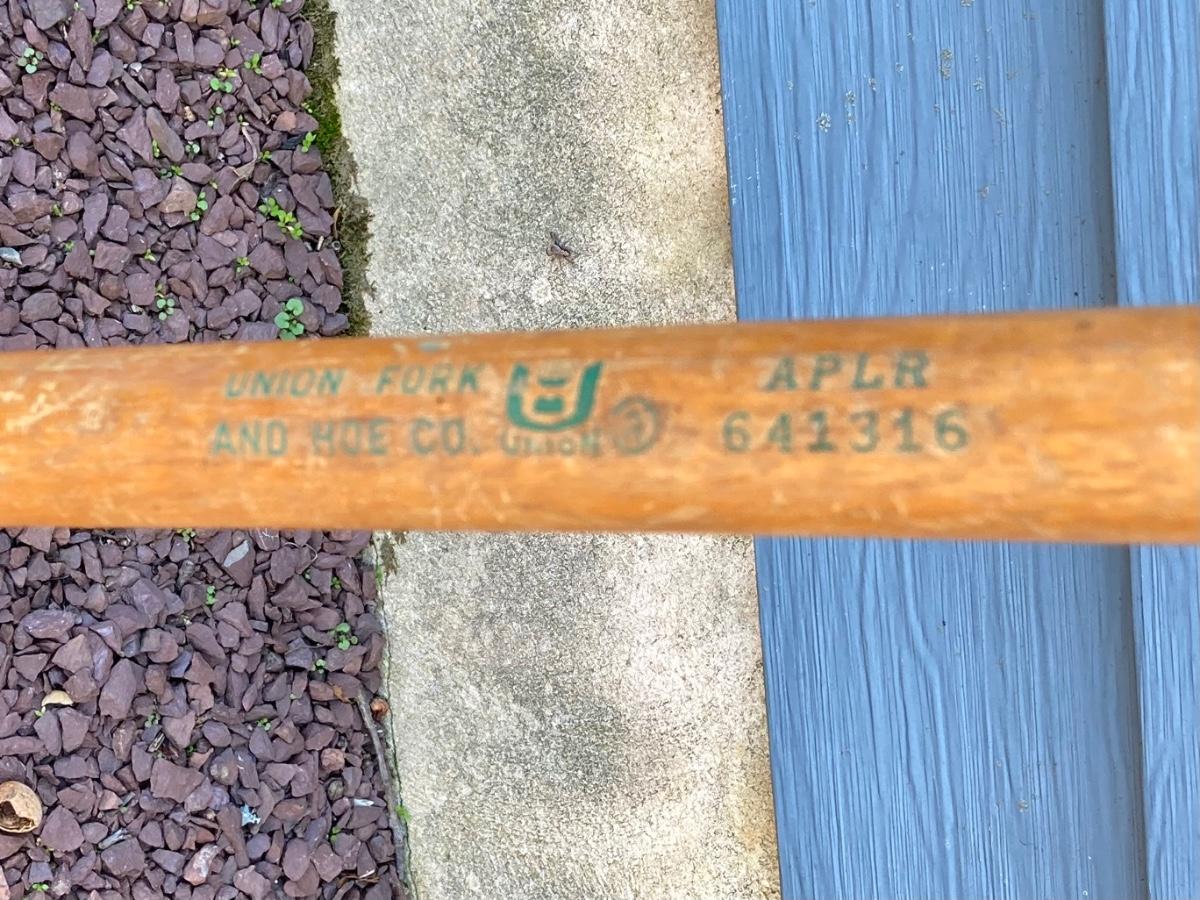 UNION FORK
AND HOE CO.
UNION
APLR
641316